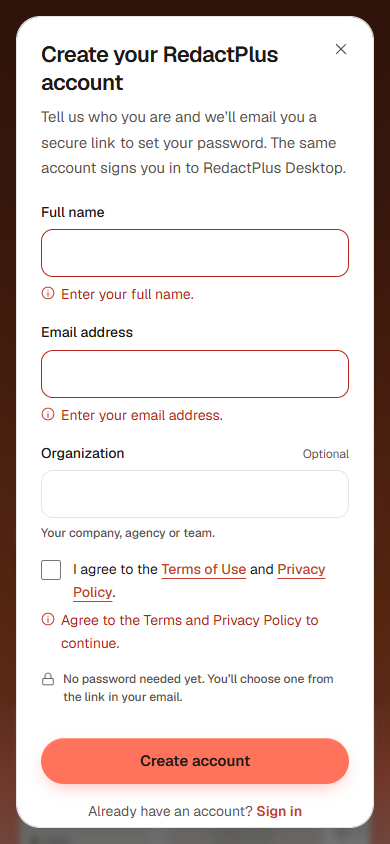 Create your RedactPlus
account
Tell us who you are and we'll email you a
secure link to set your password. The same
account signs you in to RedactPlus Desktop.
Full name
Enter your full name.
Email address
Enter your email address.
Organization Optional
Your company, agency or team.
I agree to the Terms of Use and Privacy
Policy.
Agree to the Terms and Privacy Policy to
continue.
No password needed yet. You'll choose one from
the link in your email.
Create account
Already have an account? Sign in